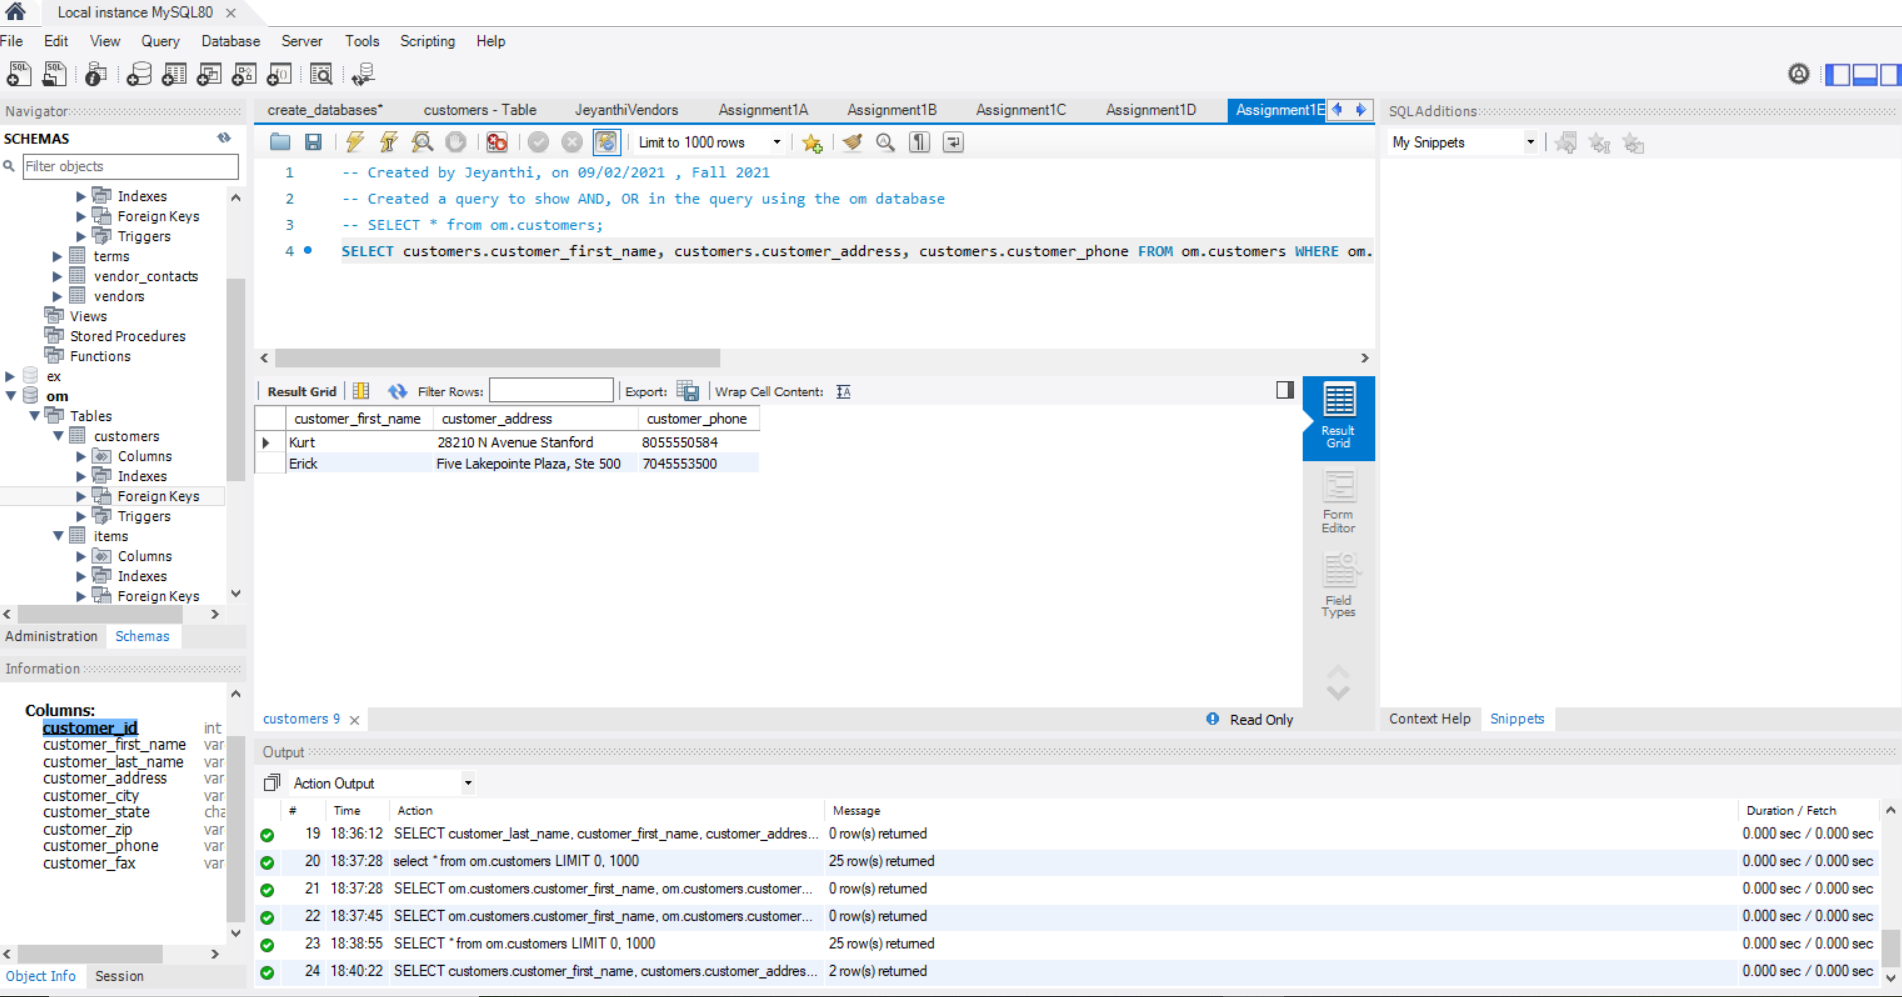 Local instance MySQL80
File Edit View Query Database Server Tools Scripting Help
Navigator
SCHEMAS
Filter objects
Indexes
Foreign Keys
Triggers
terms
vendor_contacts
vendors
Views
Stored Procedures
Functions
ex
om
Tables
customers
Columns
Indexes
Foreign Keys
Triggers
items
Columns
Indexes
Foreign Keys
Administration Schemas
Information
Columns:
customer_id int
customer_first_name var
customer_last_name var
customer_address var
customer_city var
customer_state cha
customer_zip var
customer_phone var
customer_fax var
Object Info Session
create_databases* customers - Table JeyanthiVendors Assignment1A Assignment1B Assignment1C Assignment1D Assignment1E
Limit to 1000 rows
1 -- Created by Jeyanthi, on 09/02/2021 , Fall 2021
2 -- Created a query to show AND, OR in the query using the om database
3 -- SELECT * from om.customers;
4 SELECT customers.customer_first_name, customers.customer_address, customers.customer_phone FROM om.customers WHERE om.
Result Grid Filter Rows: Export: Wrap Cell Content:
customer_first_name customer_address customer_phone
Kurt 28210 N Avenue Stanford 8055550584
Erick Five Lakepointe Plaza, Ste 500 7045553500
Result
Grid
Form
Editor
Field
Types
customers 9 Read Only
SQLAdditions
My Snippets
Context Help Snippets
Output
Action Output
# Time Action Message Duration / Fetch
19 18:36:12 SELECT customer_last_name, customer_first_name, customer_addres... 0 row(s) returned 0.000 sec / 0.000 sec
20 18:37:28 select * from om.customers LIMIT 0, 1000 25 row(s) returned 0.000 sec / 0.000 sec
21 18:37:28 SELECT om.customers.customer_first_name, om.customers.customer... 0 row(s) returned 0.000 sec / 0.000 sec
22 18:37:45 SELECT om.customers.customer_first_name, om.customers.customer... 0 row(s) returned 0.000 sec / 0.000 sec
23 18:38:55 SELECT * from om.customers LIMIT 0, 1000 25 row(s) returned 0.000 sec / 0.000 sec
24 18:40:22 SELECT customers.customer_first_name, customers.customer_addres... 2 row(s) returned 0.000 sec / 0.000 sec